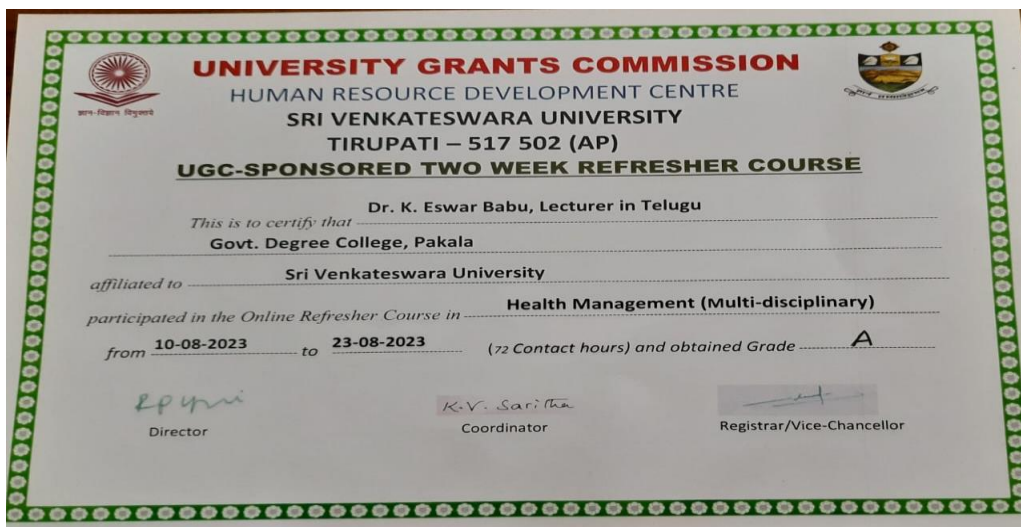 UNIVERSITY GRANTS COMMISSION
HUMAN RESOURCE DEVELOPMENT CENTRE
SRI VENKATESWARA UNIVERSITY
TIRUPATI – 517 502 (AP)
UGC-SPONSORED TWO WEEK REFRESHER COURSE
ज्ञान-विज्ञान विमुक्तये
This is to certify that Dr. K. Eswar Babu, Lecturer in Telugu
Govt. Degree College, Pakala
affiliated to Sri Venkateswara University
participated in the Online Refresher Course in Health Management (Multi-disciplinary)
from 10-08-2023 to 23-08-2023 (72 Contact hours) and obtained Grade A
K.V. Saritha
Director Coordinator Registrar/Vice-Chancellor